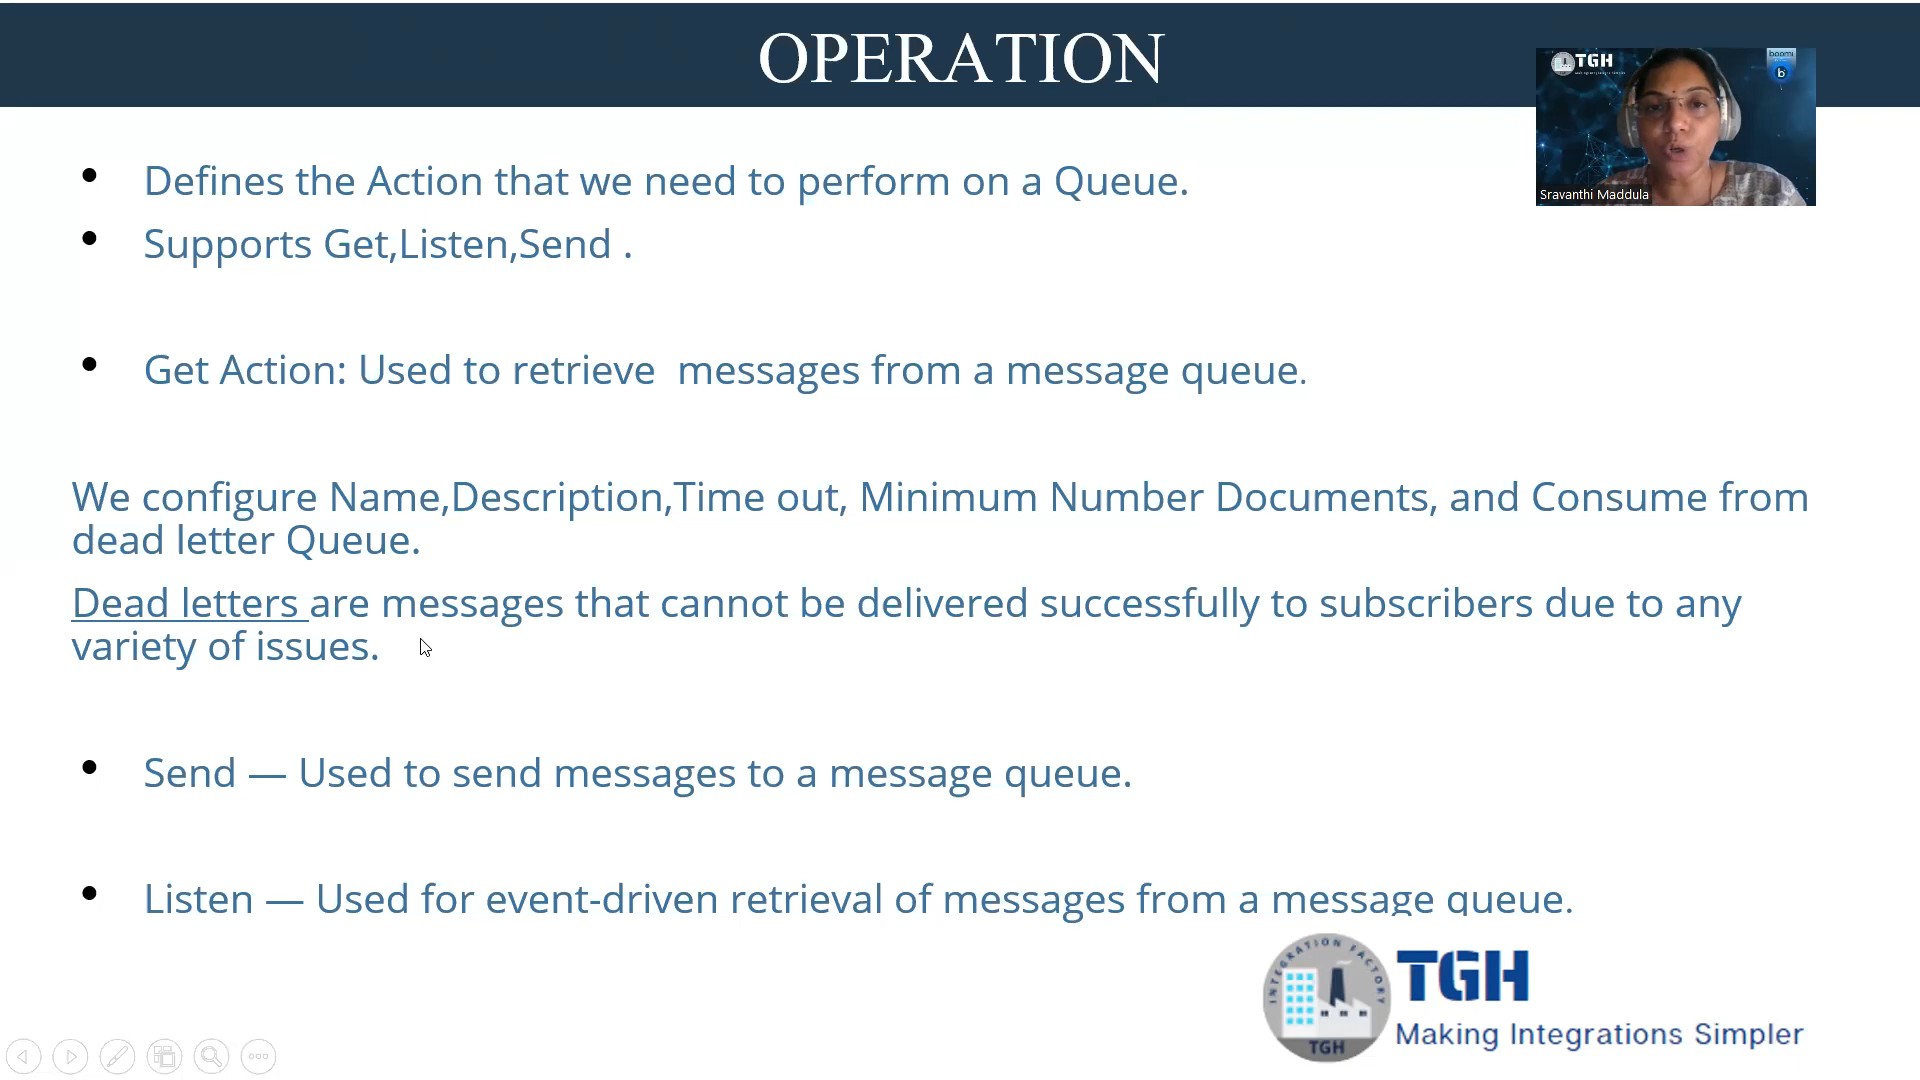 OPERATION
TGH
boomi
b
Sravanthi Maddula
Defines the Action that we need to perform on a Queue.
Supports Get,Listen,Send .
Get Action: Used to retrieve  messages from a message queue.
We configure Name,Description,Time out, Minimum Number Documents, and Consume from
dead letter Queue.
Dead letters are messages that cannot be delivered successfully to subscribers due to any
variety of issues.
Send — Used to send messages to a message queue.
Listen — Used for event-driven retrieval of messages from a message queue.
INTEGRATION FACTORY
TGH
TGH
Making Integrations Simpler